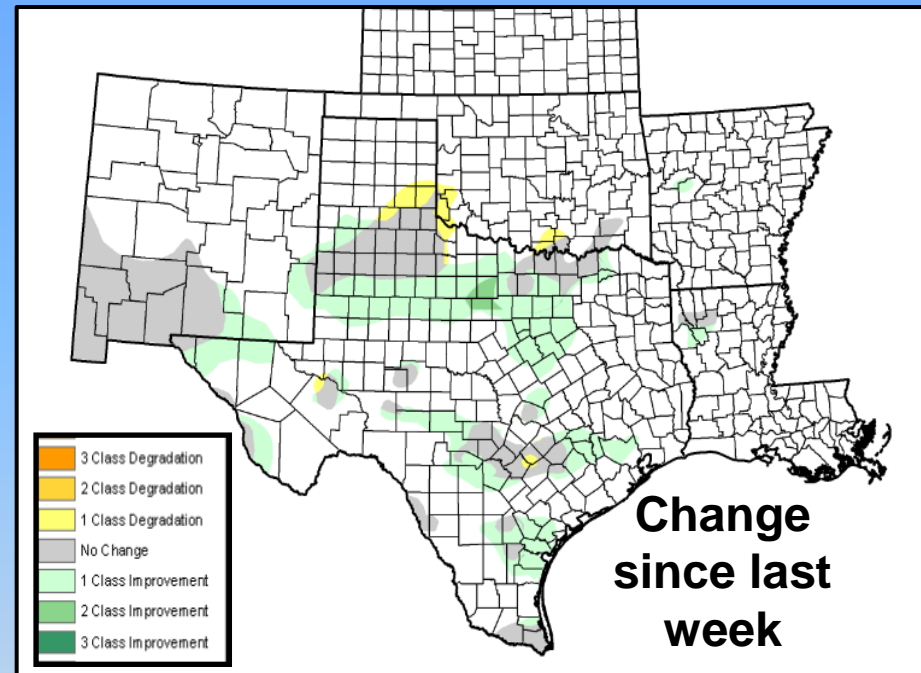 3 Class Degradation
2 Class Degradation
1 Class Degradation
No Change
1 Class Improvement
2 Class Improvement
3 Class Improvement
Change
since last
week